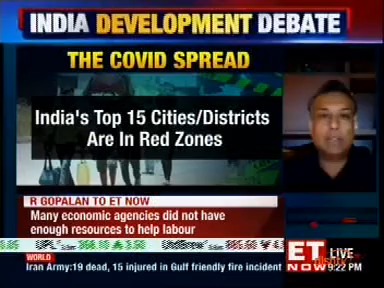 INDIA DEVELOPMENT DEBATE
THE COVID SPREAD
India's Top 15 Cities/Districts
Are In Red Zones
R GOPALAN TO ET NOW
Many economic agencies did not have
enough resources to help labour
WORLD
Iran Army:19 dead, 15 injured in Gulf friendly fire incident
ET
NOW
LIVE
9:22 PM